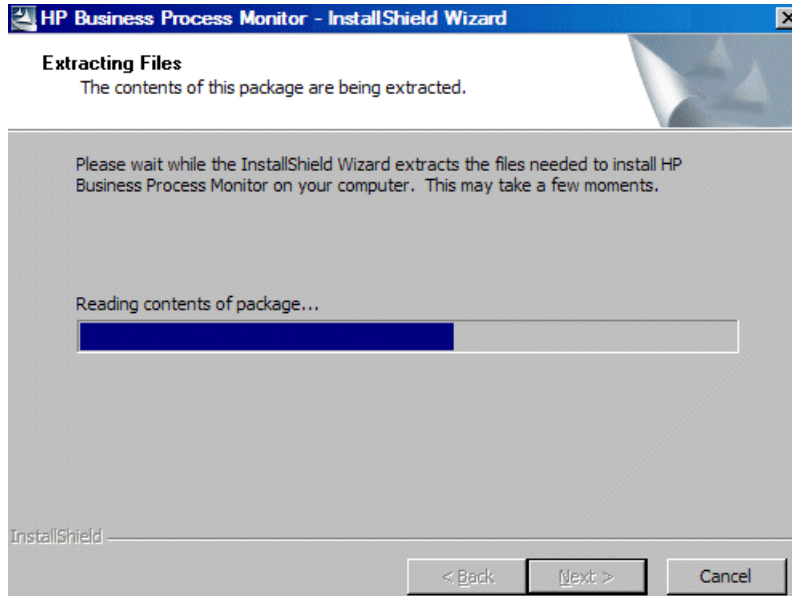 HP Business Process Monitor - InstallShield Wizard
Extracting Files
The contents of this package are being extracted.
Please wait while the InstallShield Wizard extracts the files needed to install HP
Business Process Monitor on your computer. This may take a few moments.
Reading contents of package...
InstallShield
< Back
Next >
Cancel